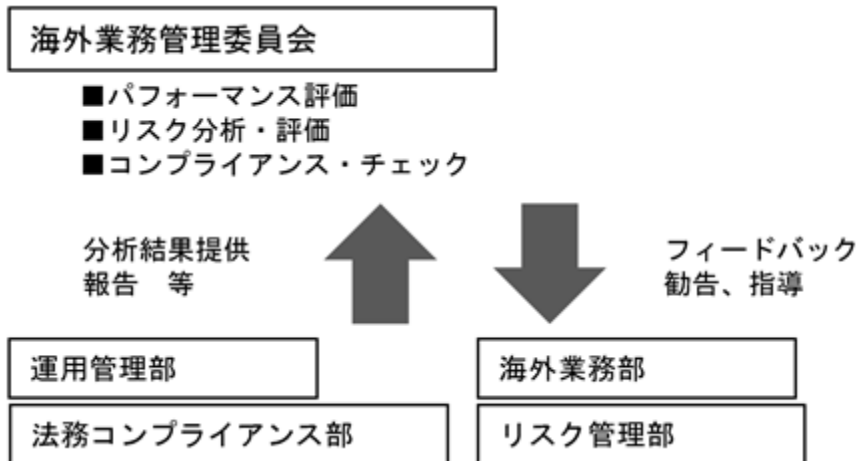 海外業務管理委員会
■パフォーマンス評価
■リスク分析・評価
■コンプライアンス・チェック
分析結果提供
報告　等
フィードバック
勧告、指導
運用管理部
海外業務部
法務コンプライアンス部
リスク管理部